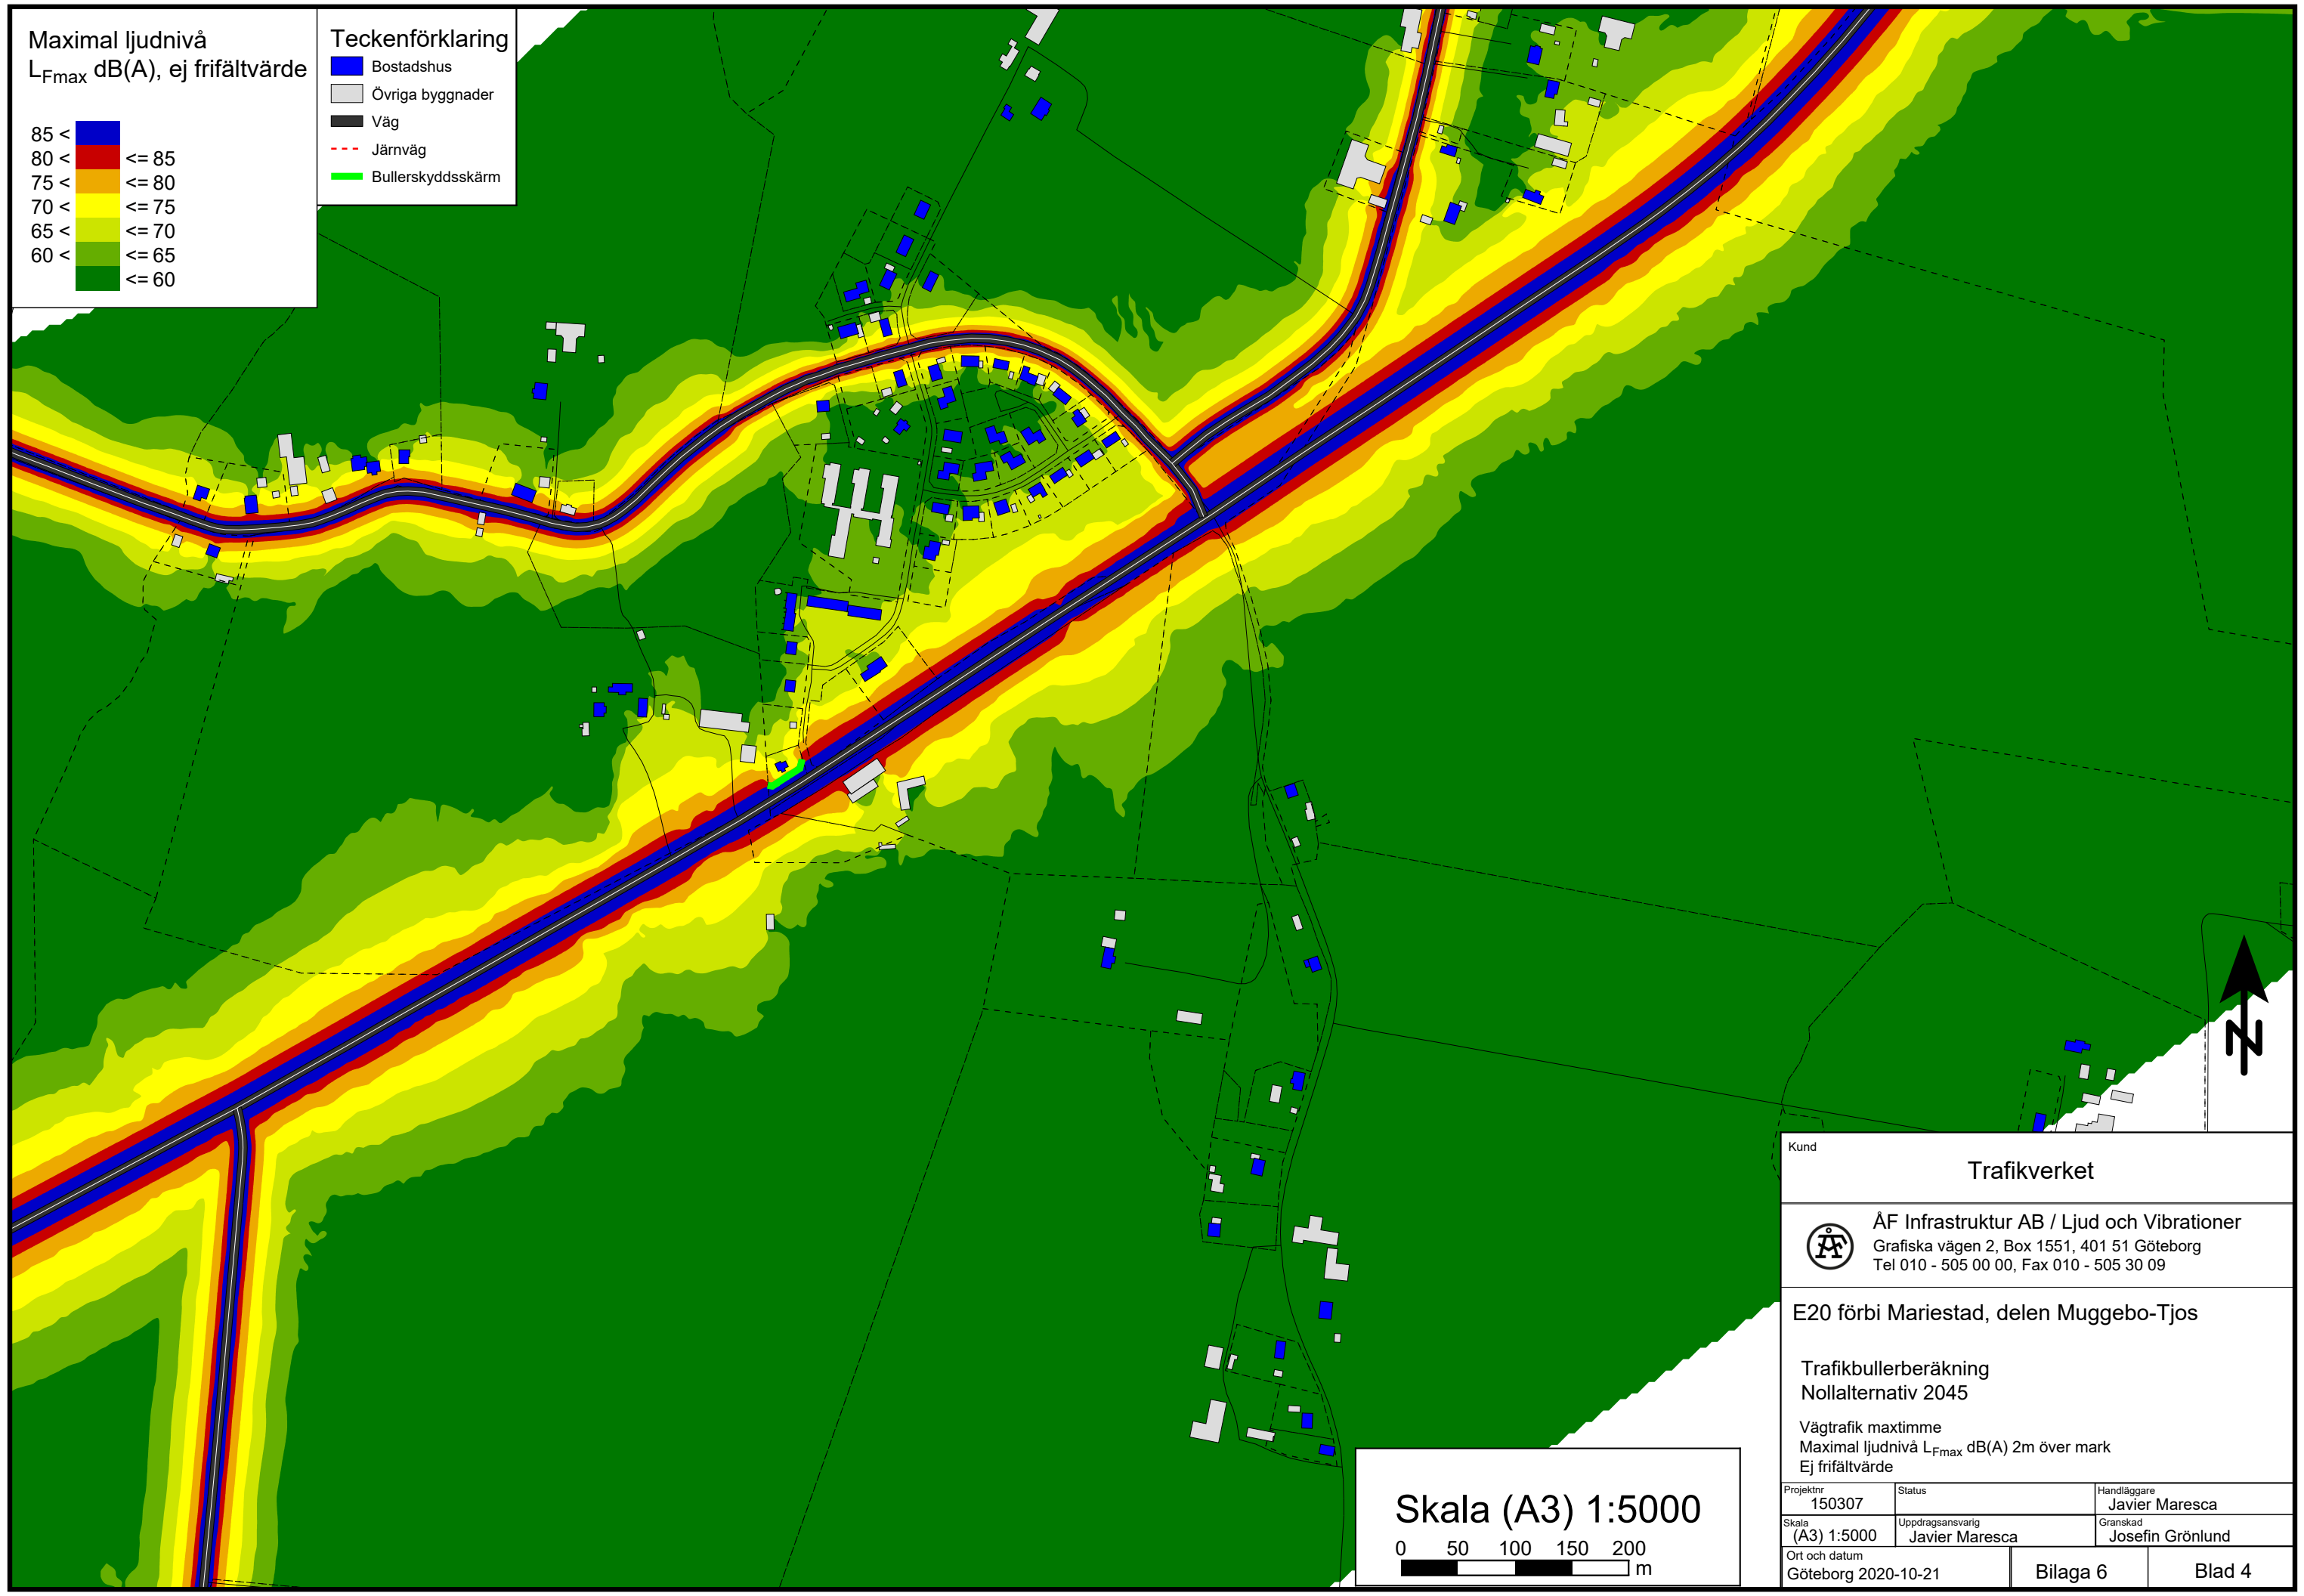 Maximal ljudnivå
LFmax dB(A), ej frifältvärde
85 <
80 < <= 85
75 < <= 80
70 < <= 75
65 < <= 70
60 < <= 65
<= 60
Teckenförklaring
Bostadshus
Övriga byggnader
Väg
Järnväg
Bullerskyddsskärm
N
Skala (A3) 1:5000
0 50 100 150 200
m
Kund
Trafikverket
ÅF
ÅF Infrastruktur AB / Ljud och Vibrationer
Grafiska vägen 2, Box 1551, 401 51 Göteborg
Tel 010 - 505 00 00, Fax 010 - 505 30 09
E20 förbi Mariestad, delen Muggebo-Tjos
Trafikbullerberäkning
Nollalternativ 2045
Vägtrafik maxtimme
Maximal ljudnivå LFmax dB(A) 2m över mark
Ej frifältvärde
Projektnr Status Handläggare
150307 Javier Maresca
Skala Uppdragsansvarig Granskad
(A3) 1:5000 Javier Maresca Josefin Grönlund
Ort och datum
Göteborg 2020-10-21 Bilaga 6 Blad 4